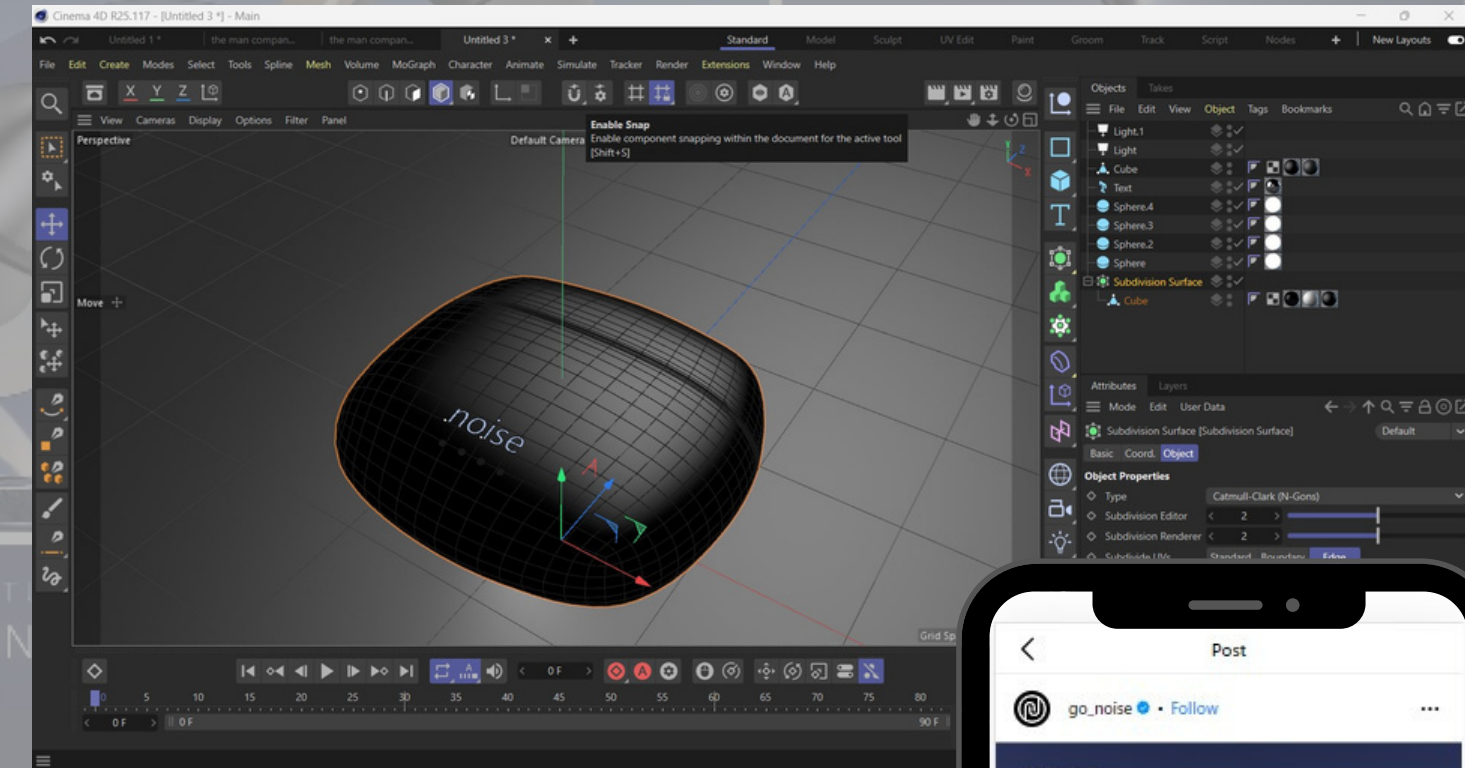 Cinema 4D R25.117 - [Untitled 3 *] - Main
Untitled 1 * the man compan... the man compan... Untitled 3 * × + Standard Model Sculpt UV Edit Paint Groom Track Script Nodes + New Layouts
File Edit Create Modes Select Tools Spline Mesh Volume MoGraph Character Animate Simulate Tracker Render Extensions Window Help
X Y Z
View Cameras Display Options Filter Panel
Perspective
Default Camera
Enable Snap
Enable component snapping within the document for the active tool
[Shift+S]
Y
Z
X
Move
.noise
Grid Sp
0 F
0 5 10 15 20 25 30 35 40 45 50 55 60 65 70 75 80
0 F 0 F 90 F
Objects Takes
File Edit View Object Tags Bookmarks
Light.1
Light
Cube
Text
Sphere.4
Sphere.3
Sphere.2
Sphere
Subdivision Surface
Cube
Attributes Layers
Mode Edit User Data
Subdivision Surface [Subdivision Surface] Default
Basic Coord. Object
Object Properties
Type Catmull-Clark (N-Gons)
Subdivision Editor 2
Subdivision Renderer 2
Subdivide UVs Standard Boundary Edge
Post
go_noise • Follow